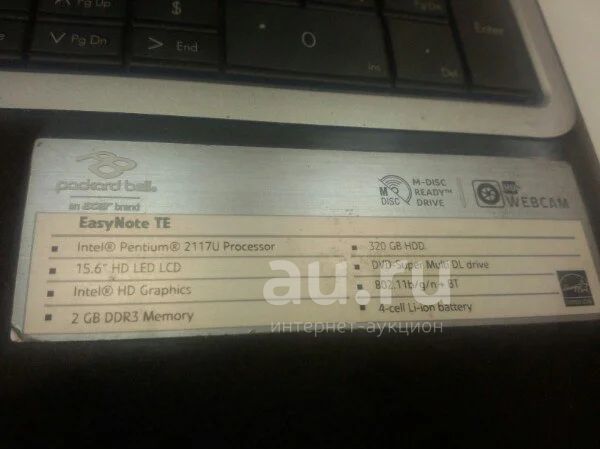 Pg Up
$
Pg Dn
End
0
Ins
Del
Enter
packard bell
an acer brand
M DISC
M-DISC
READY™
DRIVE
WEBCAM
EasyNote TE
Intel® Pentium® 2117U Processor
15.6" HD LED LCD
Intel® HD Graphics
2 GB DDR3 Memory
320 GB HDD
DVD-Super Multi DL drive
802.11b/g/n + BT
4-cell Li-ion battery
au.ru
интернет-аукцион